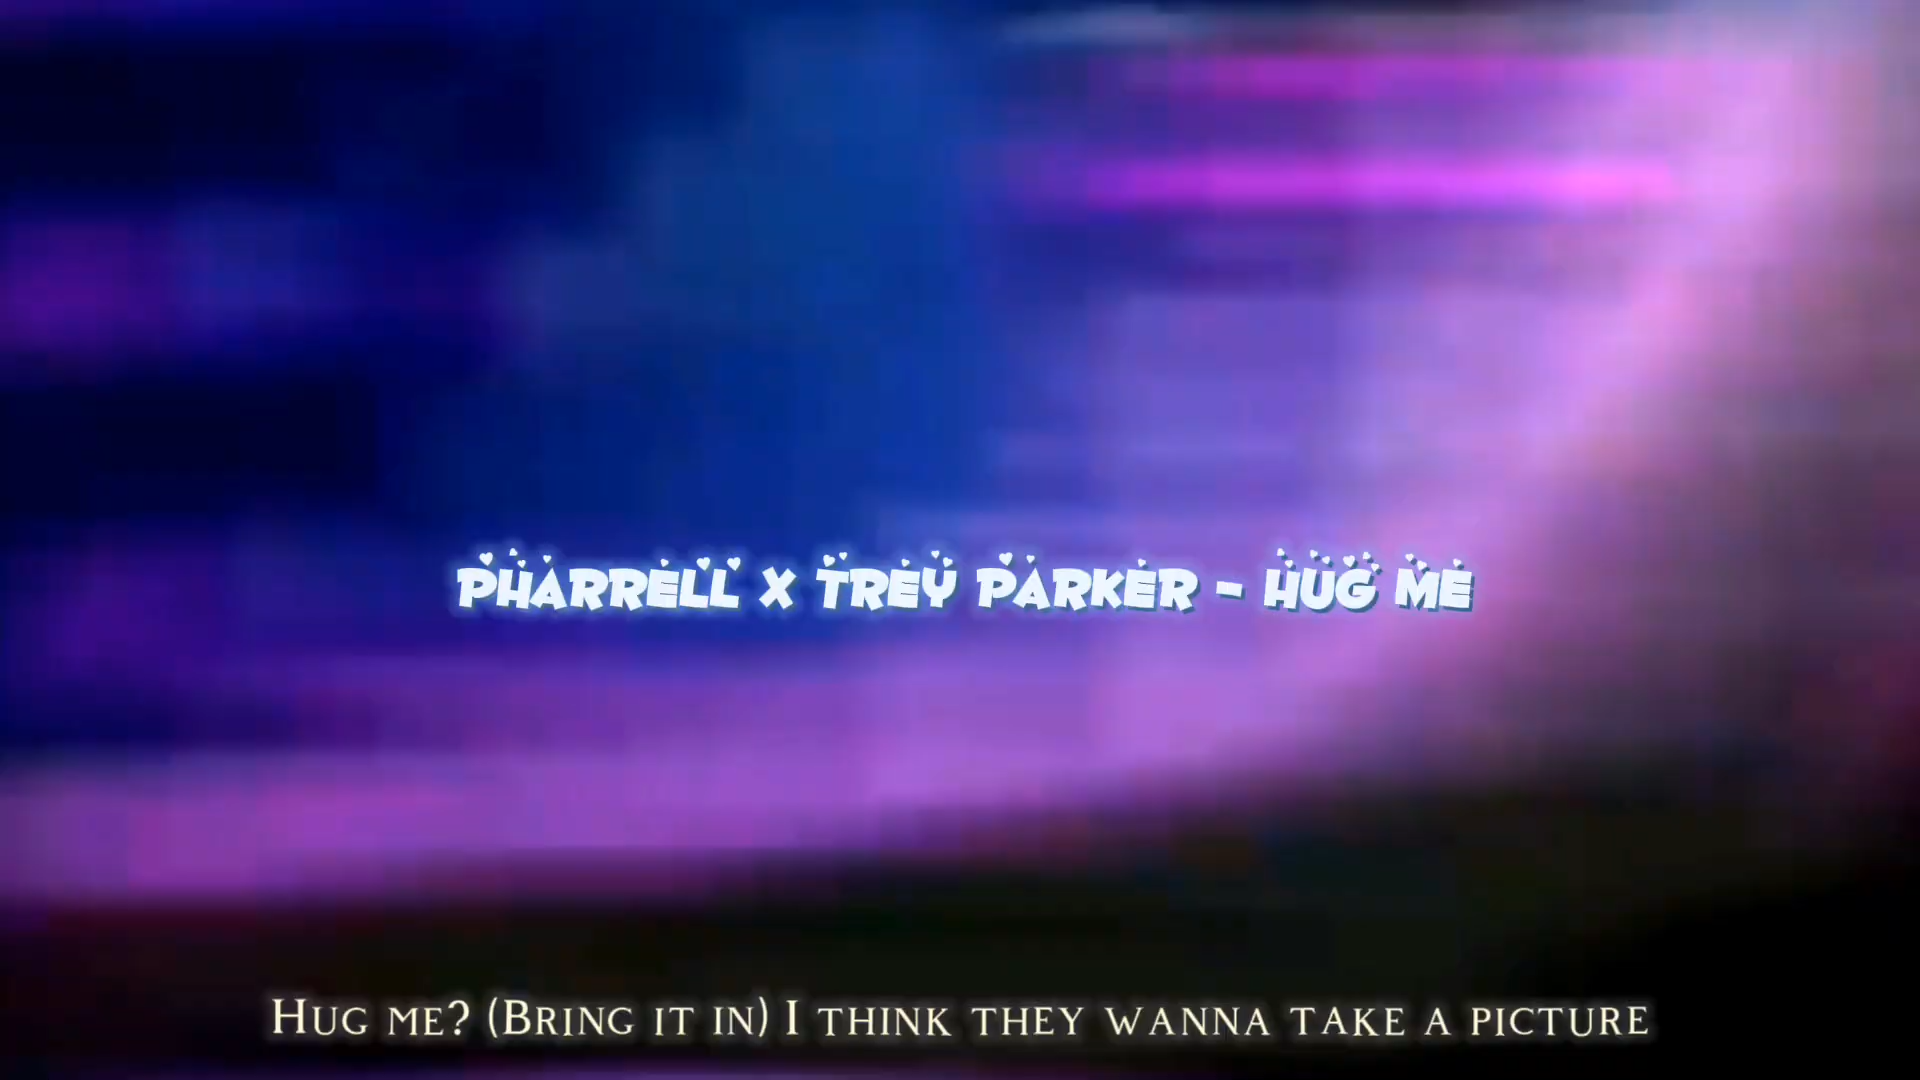 PHARRELL X TREY PARKER - HUG ME
HUG ME? (BRING IT IN) I THINK THEY WANNA TAKE A PICTURE